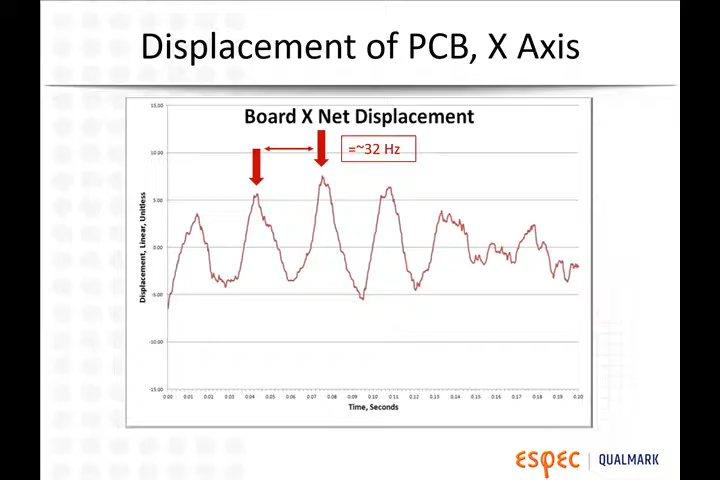 Displacement of PCB, X Axis
Board X Net Displacement
=~32 Hz
15.00
10.00
5.00
0.00
-5.00
-10.00
-15.00
Displacement, Linear, Unitless
0.00 0.01 0.01 0.02 0.04 0.04 0.05 0.06 0.07 0.08 0.09 0.10 0.11 0.12 0.13 0.14 0.15 0.16 0.17 0.18 0.19 0.20
Time, Seconds
ESPEC | QUALMARK